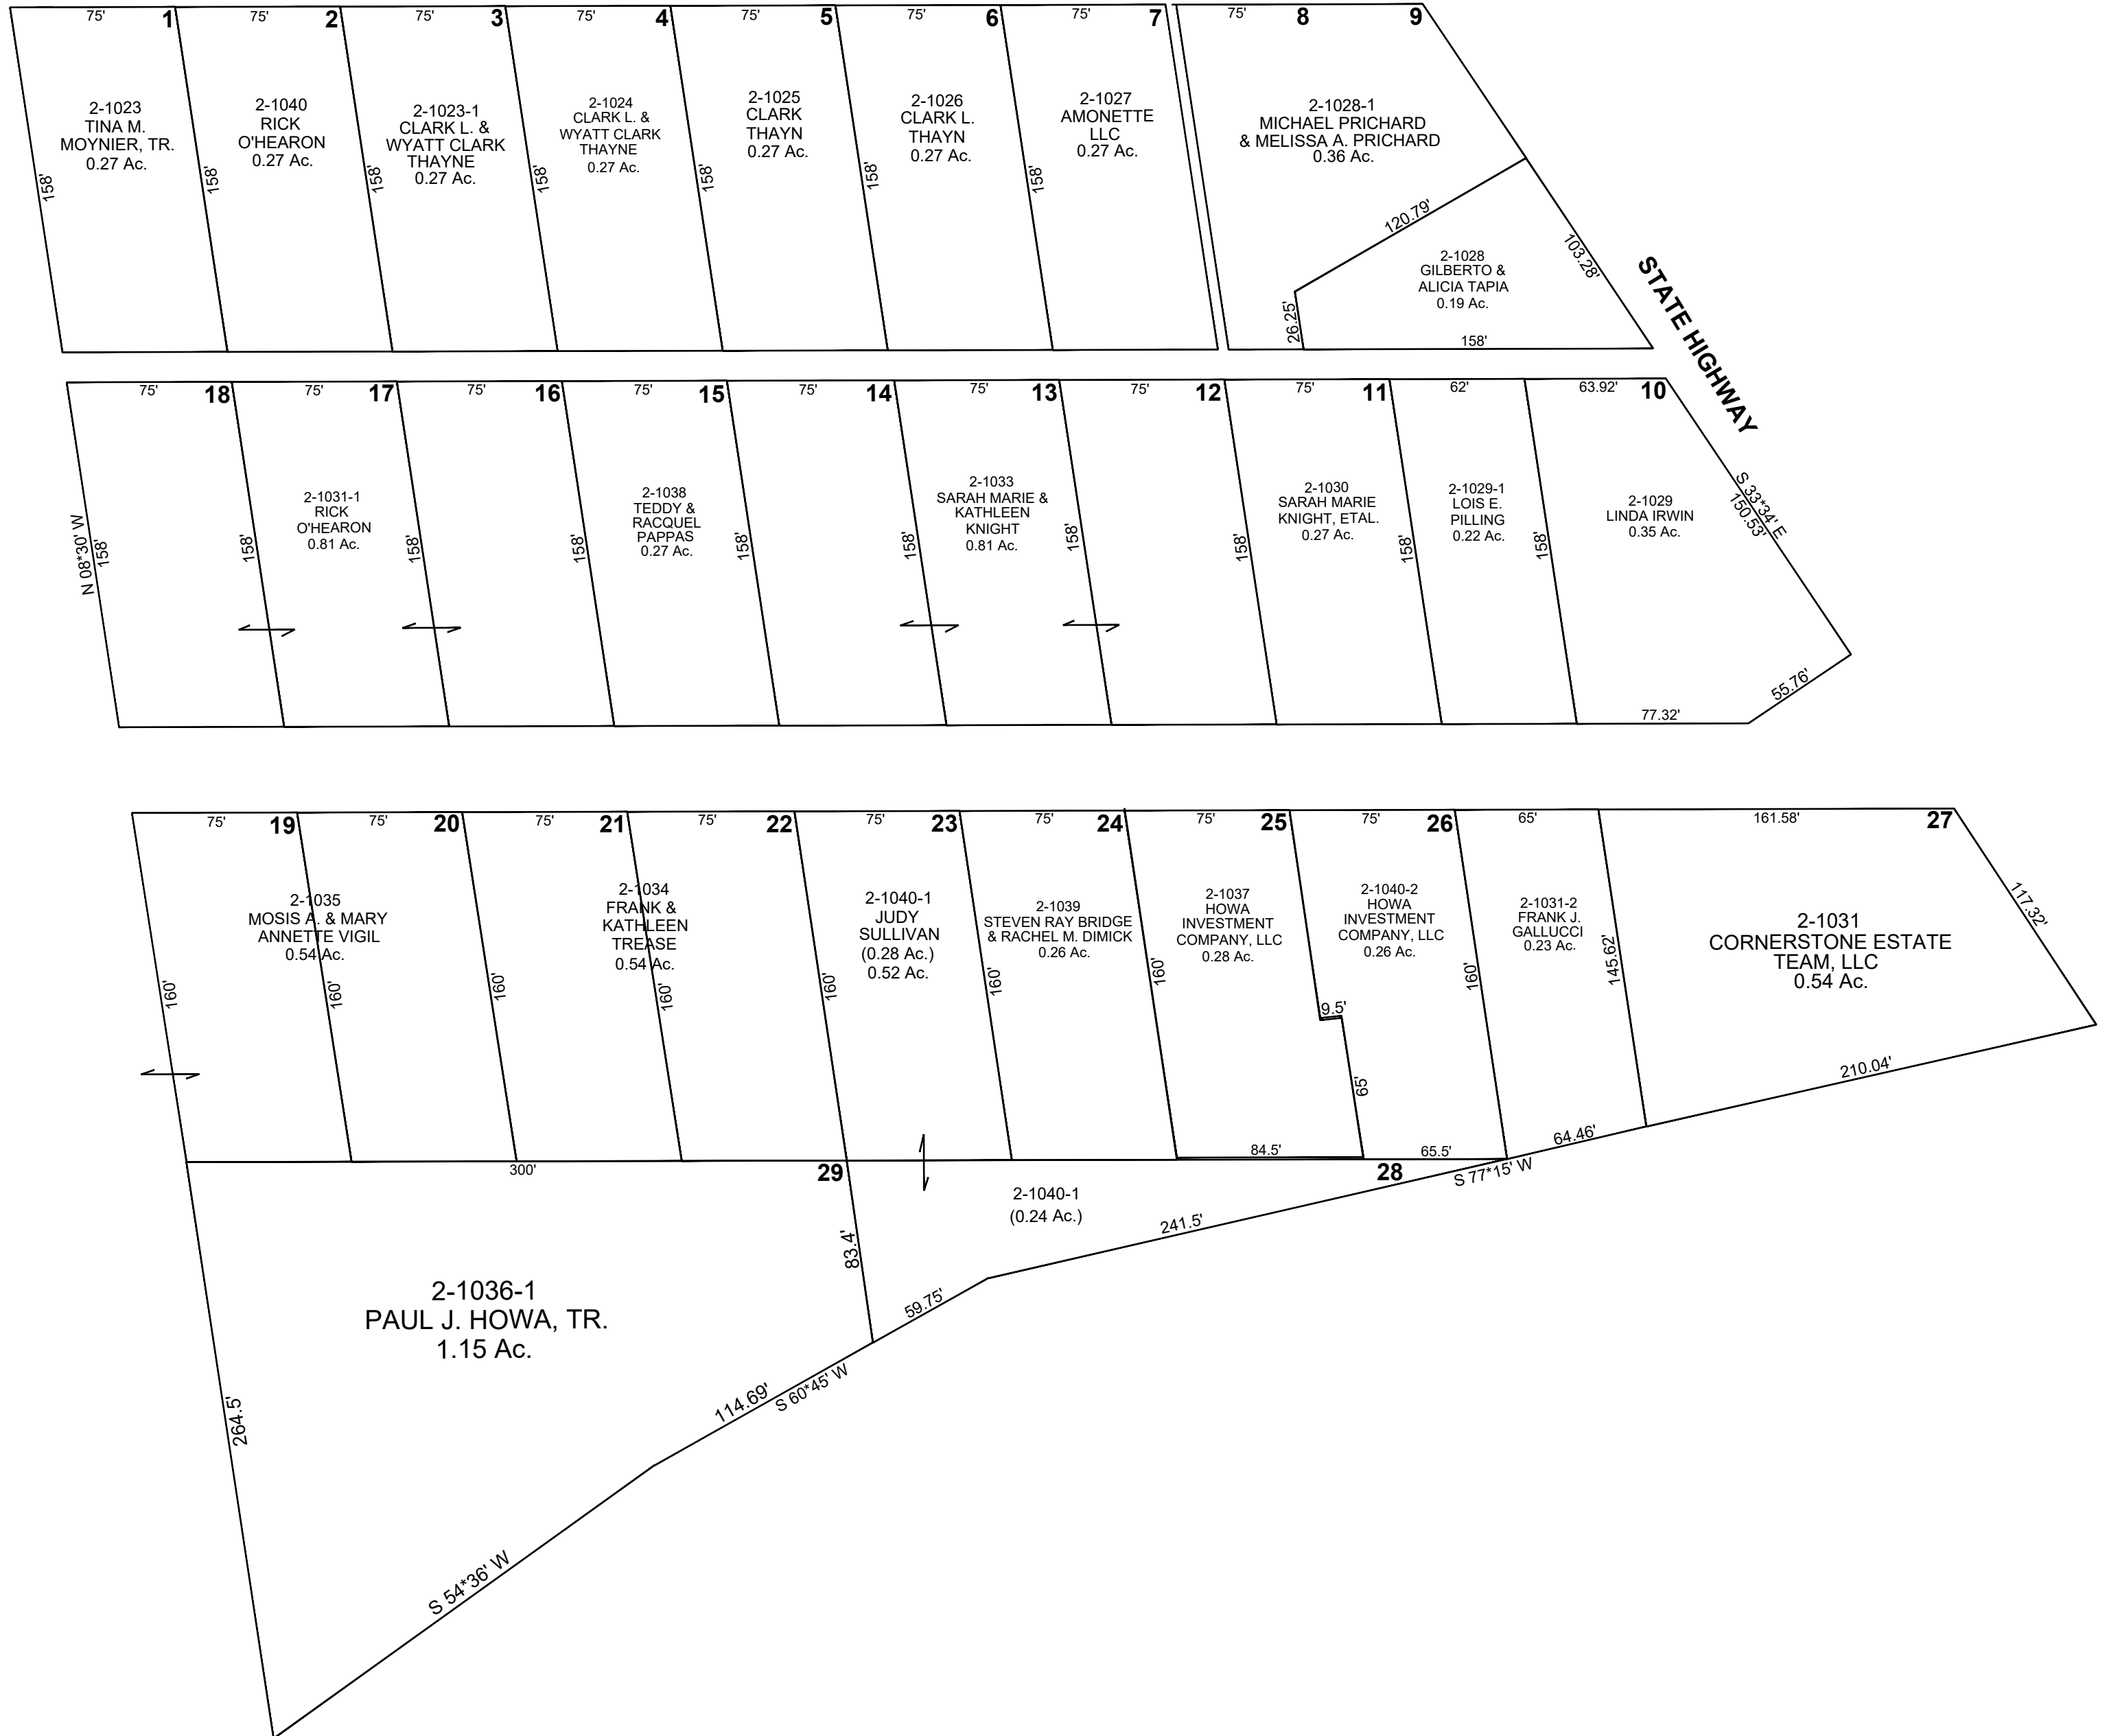 75' 1 75' 2 75' 3 75' 4 75' 5 75' 6 75' 7 75' 8 9
2-1023
TINA M.
MOYNIER, TR.
0.27 Ac.
2-1040
RICK
O'HEARON
0.27 Ac.
2-1023-1
CLARK L. &
WYATT CLARK
THAYNE
0.27 Ac.
2-1024
CLARK L. &
WYATT CLARK
THAYNE
0.27 Ac.
2-1025
CLARK
THAYN
0.27 Ac.
2-1026
CLARK L.
THAYN
0.27 Ac.
2-1027
AMONETTE
LLC
0.27 Ac.
2-1028-1
MICHAEL PRICHARD
& MELISSA A. PRICHARD
0.36 Ac.
158' 158' 158' 158' 158' 158' 158'
120.79'
103.28'
2-1028
GILBERTO &
ALICIA TAPIA
0.19 Ac.
26.25'
158'
STATE HIGHWAY
75' 18 75' 17 75' 16 75' 15 75' 14 75' 13 75' 12 75' 11 62' 63.92' 10
N 08*30' W
158'
2-1031-1
RICK
O'HEARON
0.81 Ac.
2-1038
TEDDY &
RACQUEL
PAPPAS
0.27 Ac.
2-1033
SARAH MARIE &
KATHLEEN
KNIGHT
0.81 Ac.
2-1030
SARAH MARIE
KNIGHT, ETAL.
0.27 Ac.
2-1029-1
LOIS E.
PILLING
0.22 Ac.
2-1029
LINDA IRWIN
0.35 Ac.
158' 158' 158' 158' 158' 158' 158' 158' 158'
S 33*34' E
150.53'
55.76'
77.32'
75' 19 75' 20 75' 21 75' 22 75' 23 75' 24 75' 25 75' 26 65' 161.58' 27
2-1035
MOSIS A. & MARY
ANNETTE VIGIL
0.54 Ac.
2-1034
FRANK &
KATHLEEN
TREASE
0.54 Ac.
2-1040-1
JUDY
SULLIVAN
(0.28 Ac.)
0.52 Ac.
2-1039
STEVEN RAY BRIDGE
& RACHEL M. DIMICK
0.26 Ac.
2-1037
HOWA
INVESTMENT
COMPANY, LLC
0.28 Ac.
2-1040-2
HOWA
INVESTMENT
COMPANY, LLC
0.26 Ac.
2-1031-2
FRANK J.
GALLUCCI
0.23 Ac.
2-1031
CORNERSTONE ESTATE
TEAM, LLC
0.54 Ac.
117.32'
160' 160' 160' 160' 160' 160' 160' 160' 145.62'
9.5'
65'
210.04'
84.5' 65.5' 64.46'
300' 29 28 S 77*15' W
2-1040-1
(0.24 Ac.)
241.5'
83.4'
59.75'
2-1036-1
PAUL J. HOWA, TR.
1.15 Ac.
264.5'
114.69'
S 60*45' W
S 54*36' W